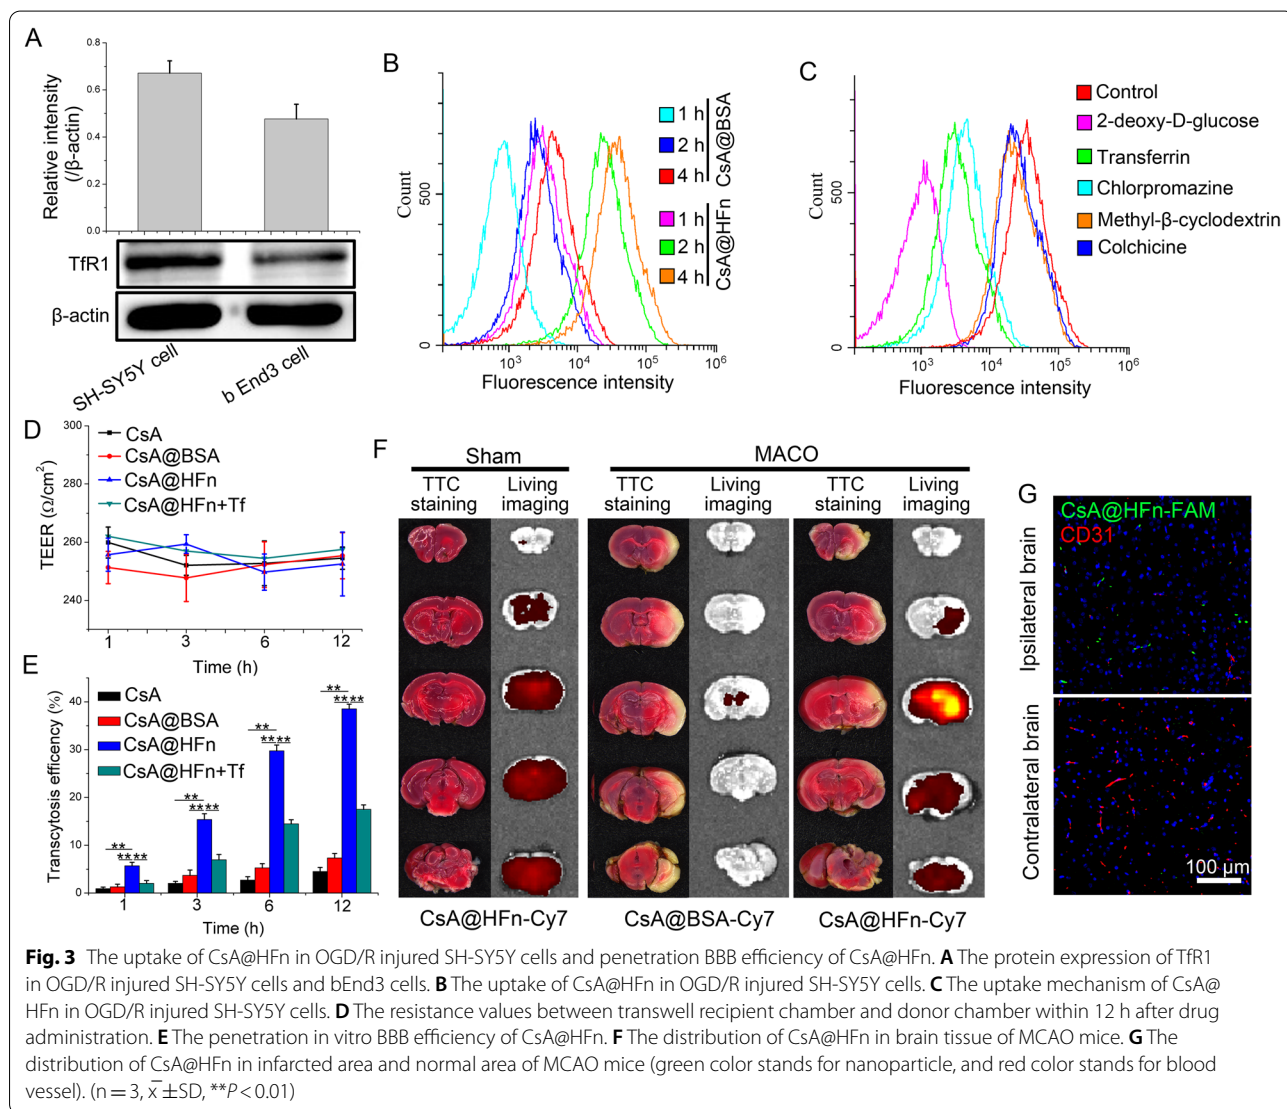 A
Relative intensity
(/β-actin)
0.8
0.6
0.4
0.2
0.0
TfR1
β-actin
SH-SY5Y cell
b End3 cell
B
Count
500
0
10³ 10⁴ 10⁵ 10⁶
Fluorescence intensity
1 h
2 h
4 h
CsA@BSA
1 h
2 h
4 h
CsA@HFn
C
Count
500
0
10³ 10⁴ 10⁵ 10⁶
Fluorescence intensity
Control
2-deoxy-D-glucose
Transferrin
Chlorpromazine
Methyl-β-cyclodextrin
Colchicine
D
TEER (Ω/cm²)
300
280
260
240
CsA
CsA@BSA
CsA@HFn
CsA@HFn+Tf
1 3 6 12
Time (h)
E
Transcytosis efficency (%)
40
30
20
10
0
CsA
CsA@BSA
CsA@HFn
CsA@HFn+Tf
** ** **
** ** **
** ** **
** ** **
1 3 6 12
Time (h)
F
Sham MACO
TTC staining
Living imaging
TTC staining
Living imaging
TTC staining
Living imaging
CsA@HFn-Cy7 CsA@BSA-Cy7 CsA@HFn-Cy7
G
CsA@HFn-FAM
CD31
Ipsilateral brain
Contralateral brain
100 μm
Fig. 3 The uptake of CsA@HFn in OGD/R injured SH-SY5Y cells and penetration BBB efficiency of CsA@HFn. A The protein expression of TfR1
in OGD/R injured SH-SY5Y cells and bEnd3 cells. B The uptake of CsA@HFn in OGD/R injured SH-SY5Y cells. C The uptake mechanism of CsA@
HFn in OGD/R injured SH-SY5Y cells. D The resistance values between transwell recipient chamber and donor chamber within 12 h after drug
administration. E The penetration in vitro BBB efficiency of CsA@HFn. F The distribution of CsA@HFn in brain tissue of MCAO mice. G The
distribution of CsA@HFn in infarcted area and normal area of MCAO mice (green color stands for nanoparticle, and red color stands for blood
vessel). (n = 3, x̄ ±SD, **P < 0.01)